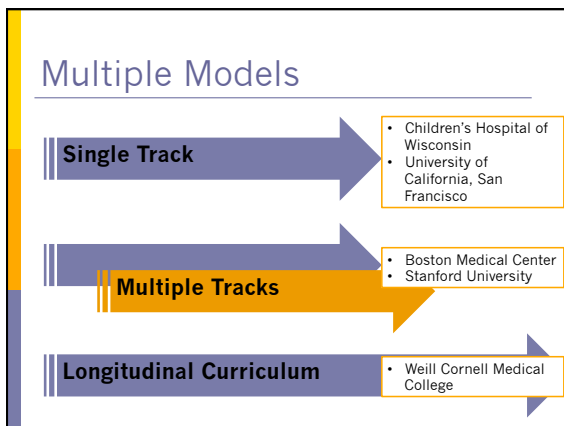 Multiple Models
Single Track
• Children's Hospital of
Wisconsin
• University of
California, San
Francisco
• Boston Medical Center
• Stanford University
Multiple Tracks
Longitudinal Curriculum
• Weill Cornell Medical
College